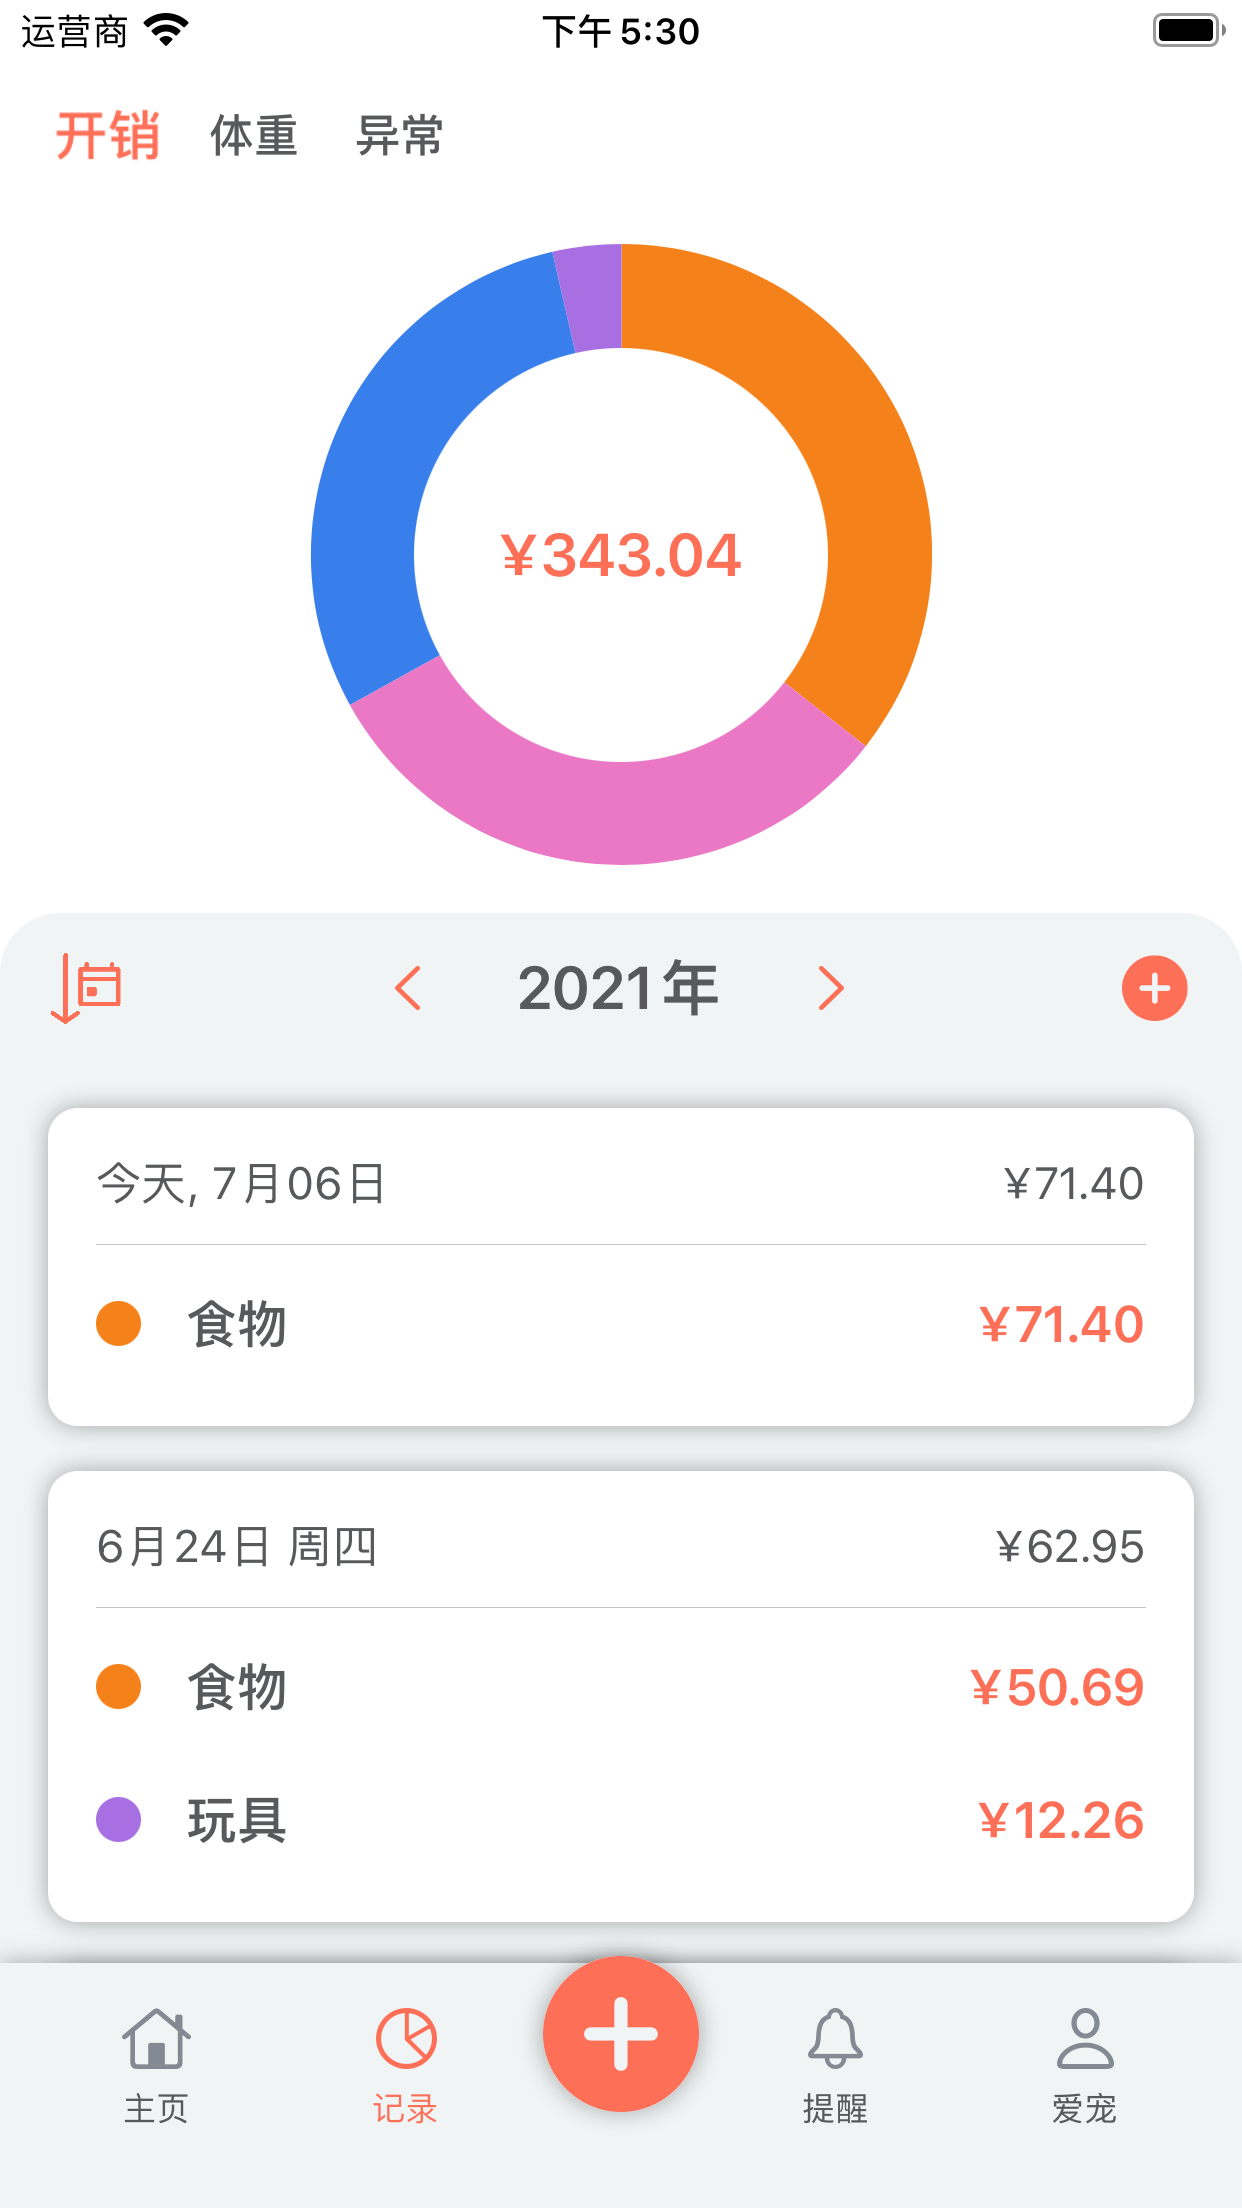 运营商 下午 5:30
开销 体重 异常
¥343.04
2021年
今天, 7月06日 ¥71.40
食物 ¥71.40
6月24日 周四 ¥62.95
食物 ¥50.69
玩具 ¥12.26
主页 记录 提醒 爱宠